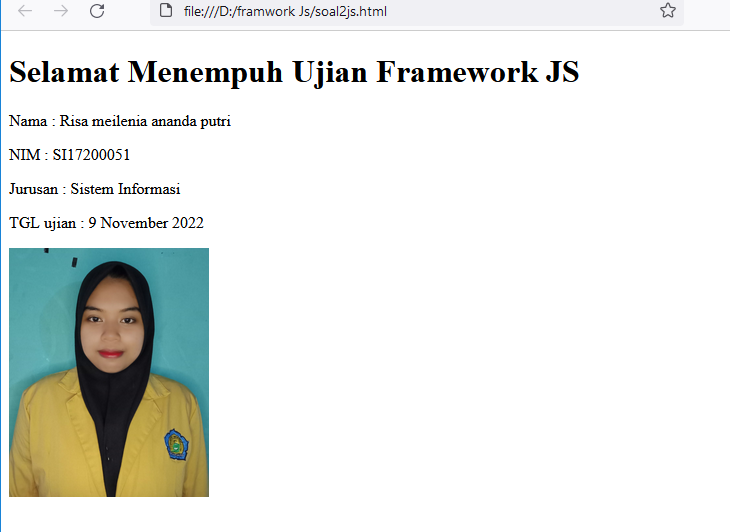 file:///D:/framwork Js/soal2js.html
Selamat Menempuh Ujian Framework JS
Nama : Risa meilenia ananda putri
NIM : SI17200051
Jurusan : Sistem Informasi
TGL ujian : 9 November 2022